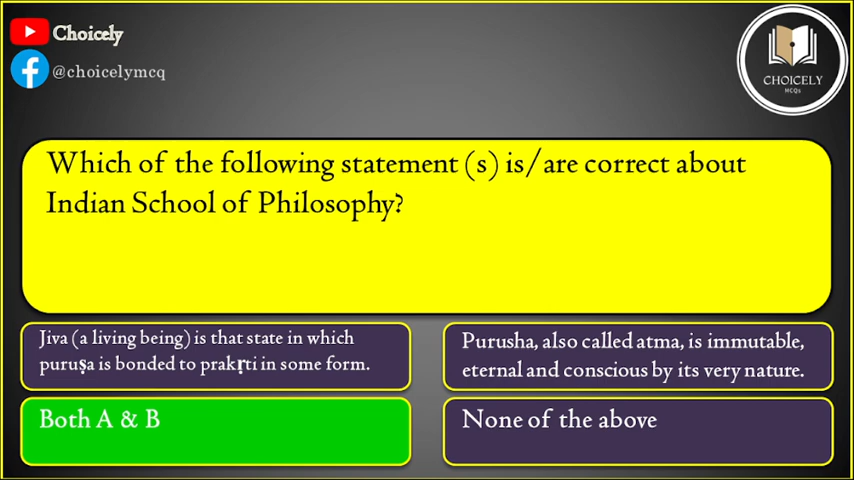 Choicely
@choicelymcq
CHOICELY
MCQs
Which of the following statement (s) is/are correct about
Indian School of Philosophy?
Jiva (a living being) is that state in which
puruṣa is bonded to prakṛti in some form.
Purusha, also called atma, is immutable,
eternal and conscious by its very nature.
Both A & B
None of the above